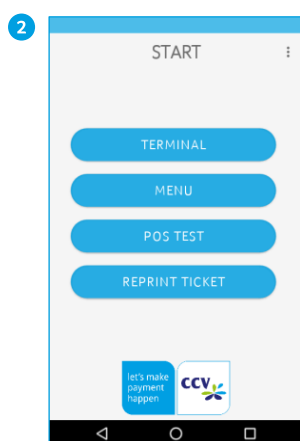 2
START
TERMINAL
MENU
POS TEST
REPRINT TICKET
let's make
payment
happen
CCV